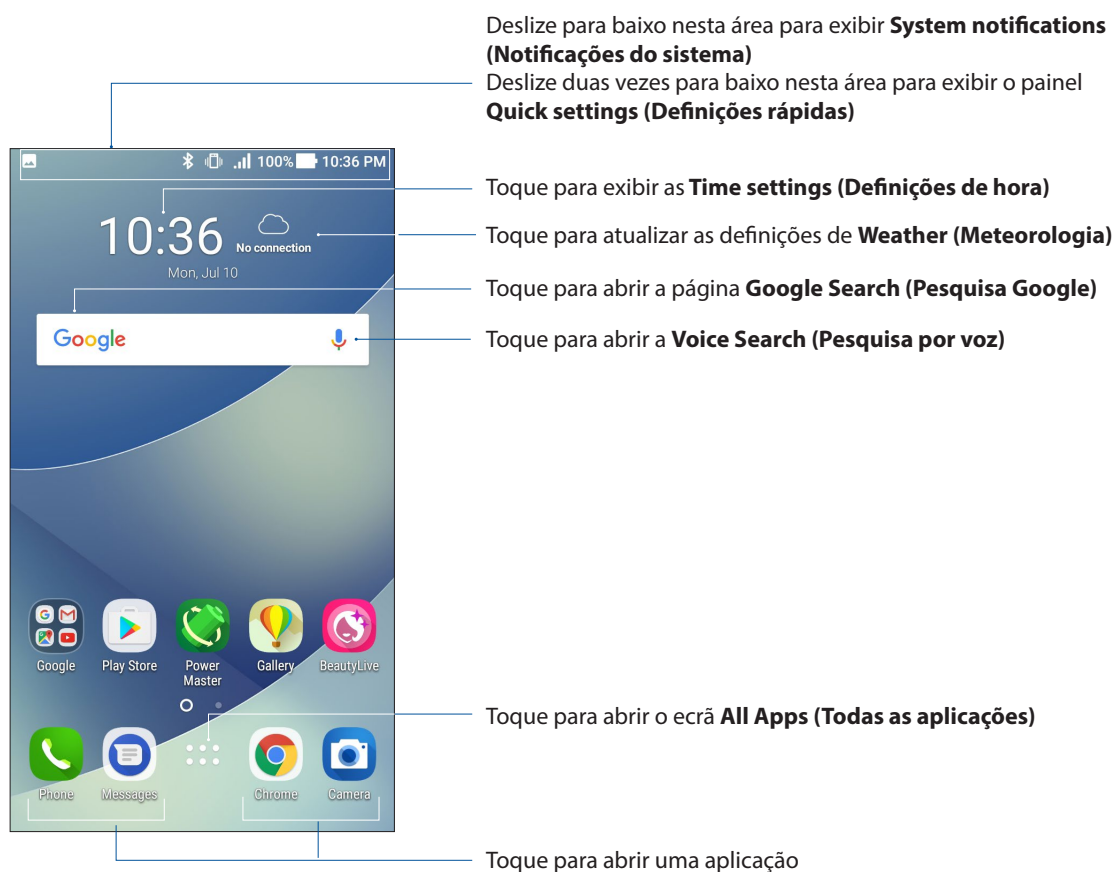 Deslize para baixo nesta área para exibir System notifications
(Notificações do sistema)
Deslize duas vezes para baixo nesta área para exibir o painel
Quick settings (Definições rápidas)
100% 10:36 PM
Toque para exibir as Time settings (Definições de hora)
10:36
No connection
Toque para atualizar as definições de Weather (Meteorologia)
Mon, Jul 10
Toque para abrir a página Google Search (Pesquisa Google)
Google
Toque para abrir a Voice Search (Pesquisa por voz)
Google Play Store Power Gallery BeautyLive
Master
Toque para abrir o ecrã All Apps (Todas as aplicações)
Phone Messages Chrome Camera
Toque para abrir uma aplicação